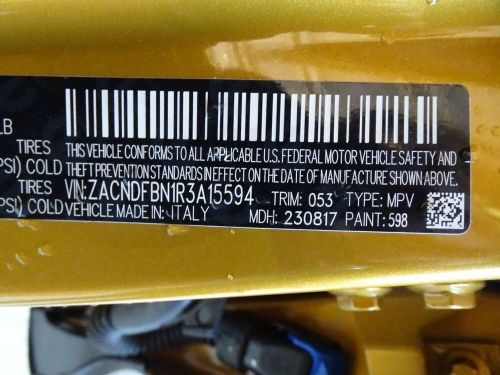 LB
TIRES THIS VEHICLE CONFORMS TO ALL APPLICABLE U.S. FEDERAL MOTOR VEHICLE SAFETY,
PSI) COLD THEFT PREVENTION STANDARDS IN EFFECT ON THE DATE OF MANUFACTURE SHOWN ABOVE.
TIRES VIN:ZACNDFBN1R3A15594 TRIM: 053 TYPE: MPV
PSI) COLD VEHICLE MADE IN: ITALY MDH: 230817 PAINT: 598